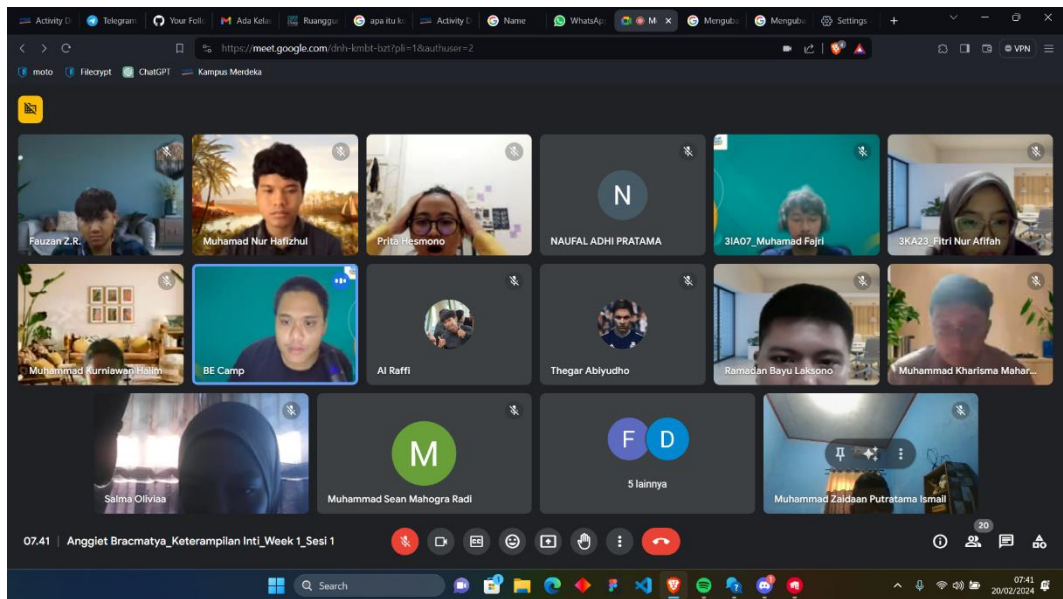 Activity D
Telegram
Your Foll
Ada Kelas
Ruanggur
apa itu k
Activity D
Name
WhatsAp
M
Menguba
Menguba
Settings
https://meet.google.com/dnh-kmbt-bzt?pli=1&authuser=2
VPN
moto
Filecrypt
ChatGPT
Kampus Merdeka
Fauzan Z.R.
Muhamad Nur Hafizhul
Prita Hesmono
N
NAUFAL ADHI PRATAMA
3IA07_Muhamad Fajri
3KA23_Fitri Nur Afifah
Muhammad Kurniawan Halim
BE Camp
Al Raffi
Thegar Abiyudho
Ramadan Bayu Laksono
Muhammad Kharisma Mahar...
Salma Oliviaa
M
Muhammad Sean Mahogra Radi
F D
5 lainnya
Muhammad Zaidaan Putratama Ismail
07.41 | Anggiet Bracmatya_Keterampilan Inti_Week 1_Sesi 1
20
Search
07:41
20/02/2024